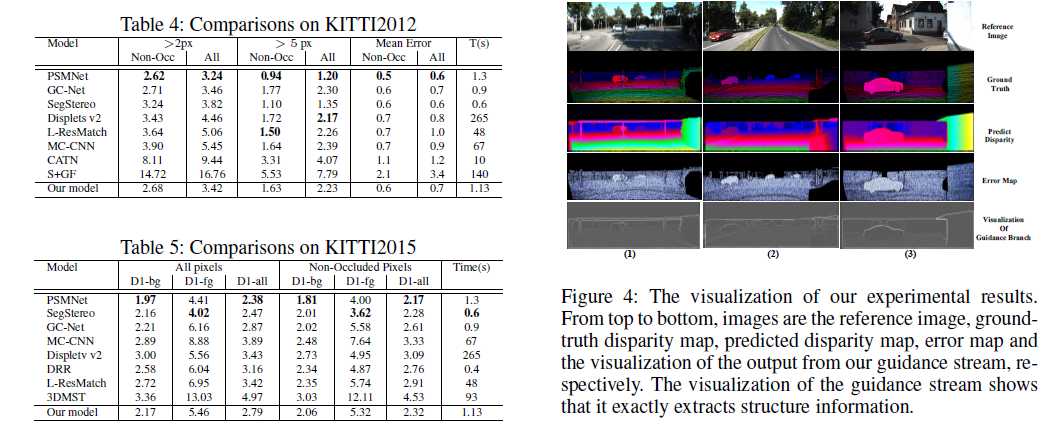 Table 4: Comparisons on KITTI2012
Model >2px > 5 px Mean Error T(s)
Non-Occ All Non-Occ All Non-Occ All
PSMNet 2.62 3.24 0.94 1.20 0.5 0.6 1.3
GC-Net 2.71 3.46 1.77 2.30 0.6 0.7 0.9
SegStereo 3.24 3.82 1.10 1.35 0.6 0.6 0.6
Displets v2 3.43 4.46 1.72 2.17 0.7 0.8 265
L-ResMatch 3.64 5.06 1.50 2.26 0.7 1.0 48
MC-CNN 3.90 5.45 1.64 2.39 0.7 0.9 67
CATN 8.11 9.44 3.31 4.07 1.1 1.2 10
S+GF 14.72 16.76 5.53 7.79 2.1 3.4 140
Our model 2.68 3.42 1.63 2.23 0.6 0.7 1.13
Table 5: Comparisons on KITTI2015
Model All pixels Non-Occluded Pixels Time(s)
D1-bg D1-fg D1-all D1-bg D1-fg D1-all
PSMNet 1.97 4.41 2.38 1.81 4.00 2.17 1.3
SegStereo 2.16 4.02 2.47 2.01 3.62 2.28 0.6
GC-Net 2.21 6.16 2.87 2.02 5.58 2.61 0.9
MC-CNN 2.89 8.88 3.89 2.48 7.64 3.33 67
Displetv v2 3.00 5.56 3.43 2.73 4.95 3.09 265
DRR 2.58 6.04 3.16 2.34 4.87 2.76 0.4
L-ResMatch 2.72 6.95 3.42 2.35 5.74 2.91 48
3DMST 3.36 13.03 4.97 3.03 12.11 4.53 93
Our model 2.17 5.46 2.79 2.06 5.32 2.32 1.13
Reference
Image
Ground
Truth
Predict
Disparity
Error Map
Visualization
Of
Guidance Branch
(1) (2) (3)
Figure 4: The visualization of our experimental results.
From top to bottom, images are the reference image, ground-
truth disparity map, predicted disparity map, error map and
the visualization of the output from our guidance stream, re-
spectively. The visualization of the guidance stream shows
that it exactly extracts structure information.